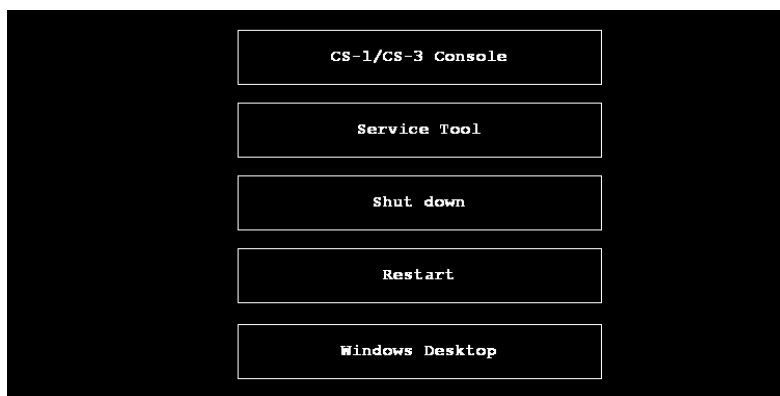 CS-1/CS-3 Console
Service Tool
Shut down
Restart
Windows Desktop